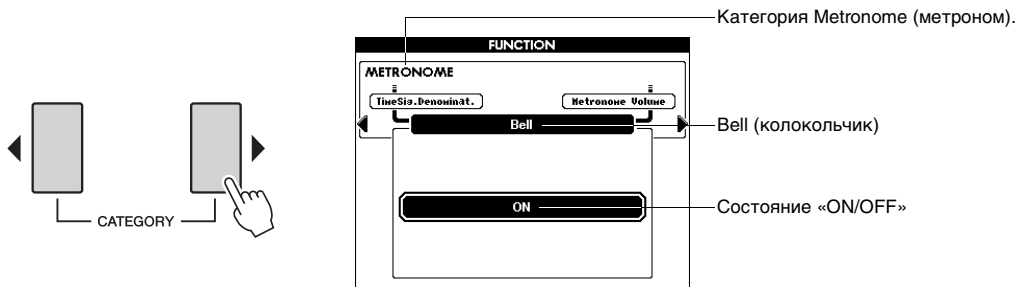 Категория Metronome (метроном).
FUNCTION
METRONOME
TimeSig.Denominat.
Metronome Volume
Bell
Bell (колокольчик)
ON
Состояние «ON/OFF»
CATEGORY